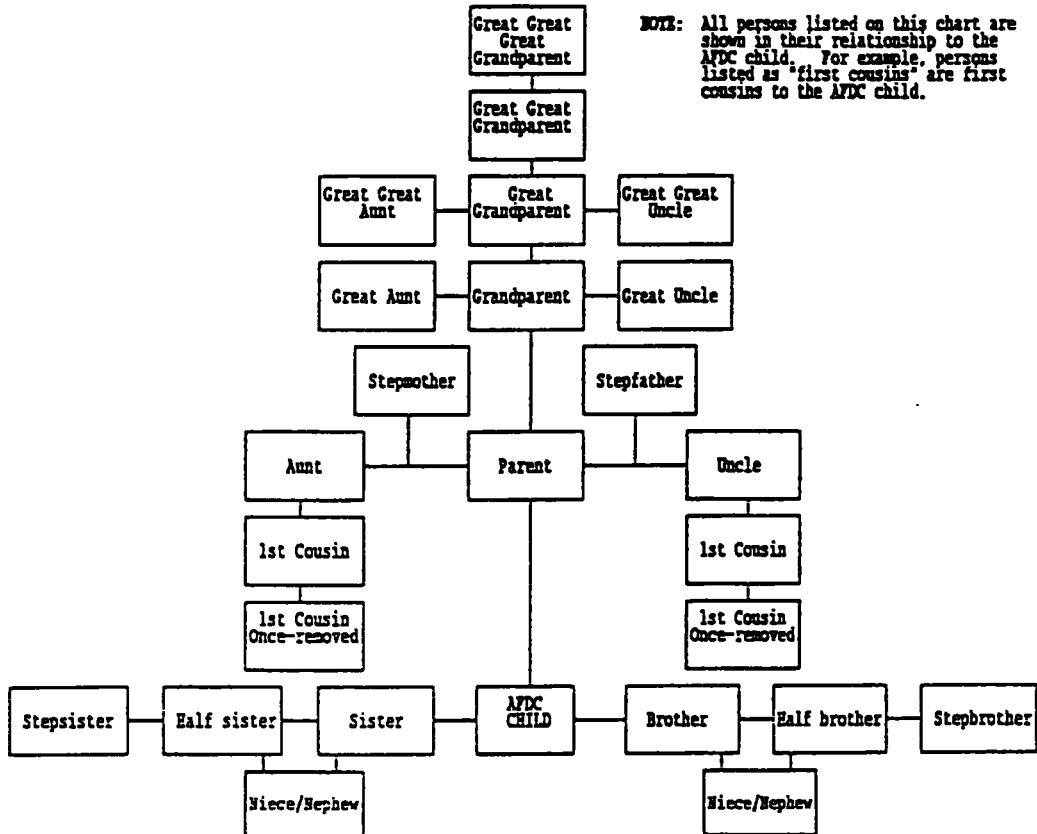 Great Great
Great
Grandparent
NOTE: All persons listed on this chart are
shown in their relationship to the
AFDC child. For example, persons
listed as "first cousins" are first
cousins to the AFDC child.
Great Great
Grandparent
Great Great
Aunt
Great
Grandparent
Great Great
Uncle
Great Aunt
Grandparent
Great Uncle
Stepmother
Stepfather
Aunt
Parent
Uncle
1st Cousin
1st Cousin
1st Cousin
Once-removed
1st Cousin
Once-removed
Stepsister
Half sister
Sister
AFDC
CHILD
Brother
Half brother
Stepbrother
Niece/Nephew
Niece/Nephew